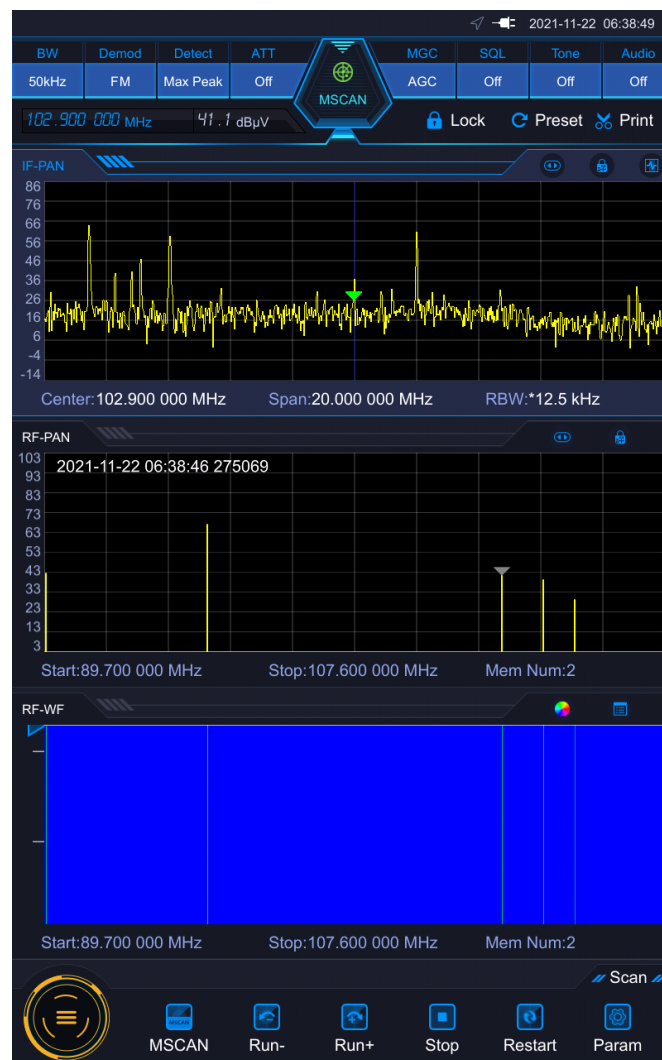 2021-11-22 06:38:49
BW Demod Detect ATT MGC SQL Tone Audio
50kHz FM Max Peak Off MSCAN AGC Off Off Off
102.900 000 MHz 41.1 dBµV Lock Preset Print
IF-PAN
86
76
66
56
46
36
26
16
6
-4
-14
Center:102.900 000 MHz Span:20.000 000 MHz RBW:*12.5 kHz
RF-PAN
103
2021-11-22 06:38:46 275069
93
83
73
63
53
43
33
23
13
3
Start:89.700 000 MHz Stop:107.600 000 MHz Mem Num:2
RF-WF
Start:89.700 000 MHz Stop:107.600 000 MHz Mem Num:2
Scan
MSCAN
MSCAN Run- Run+ Stop Restart Param